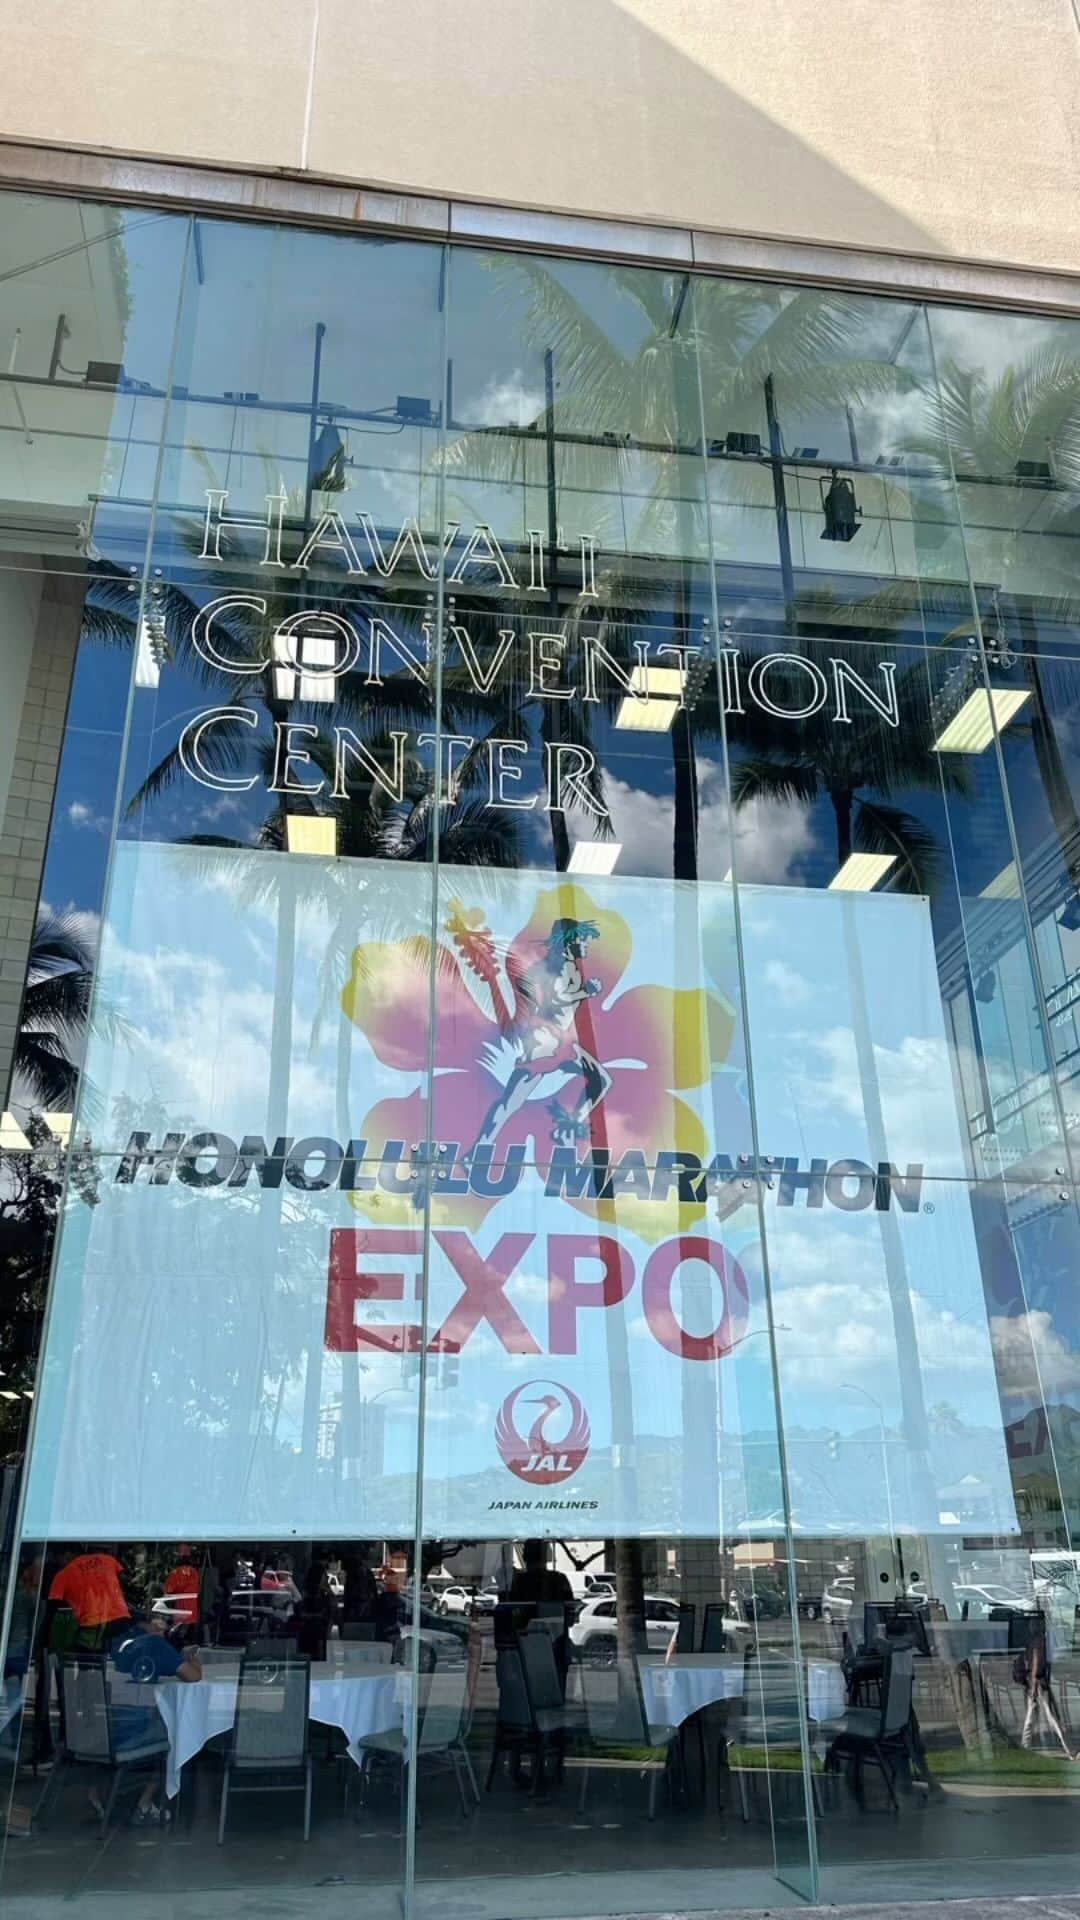 HAWAI'I
CONVENTION
CENTER
HONOLULU MARATHON®
EXPO
JAL
JAPAN AIRLINES